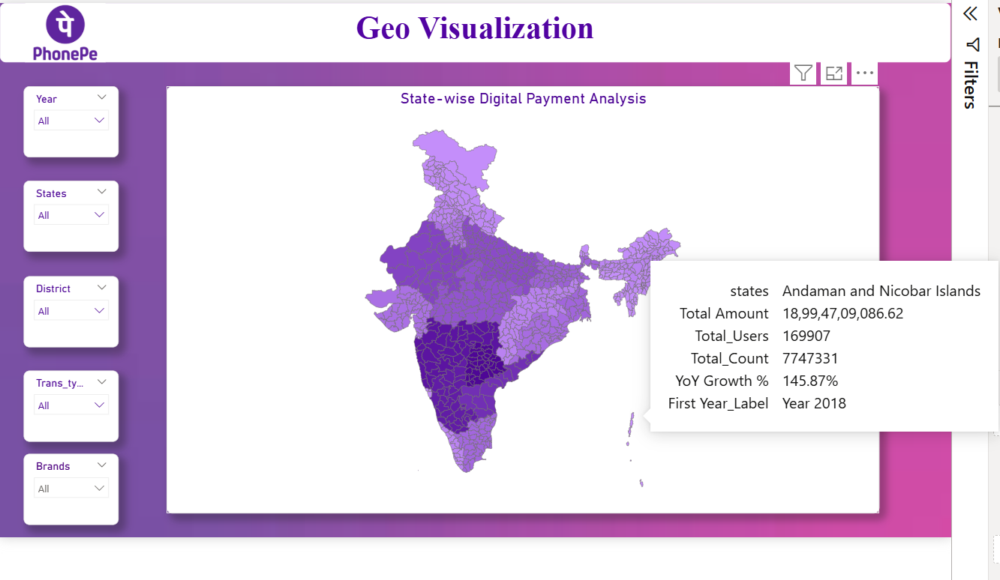 पे
PhonePe
Geo Visualization
Filters
State-wise Digital Payment Analysis
Year
All
States
All
District
All
Trans_ty...
All
Brands
All
states Andaman and Nicobar Islands
Total Amount 18,99,47,09,086.62
Total_Users 169907
Total_Count 7747331
YoY Growth % 145.87%
First Year_Label Year 2018